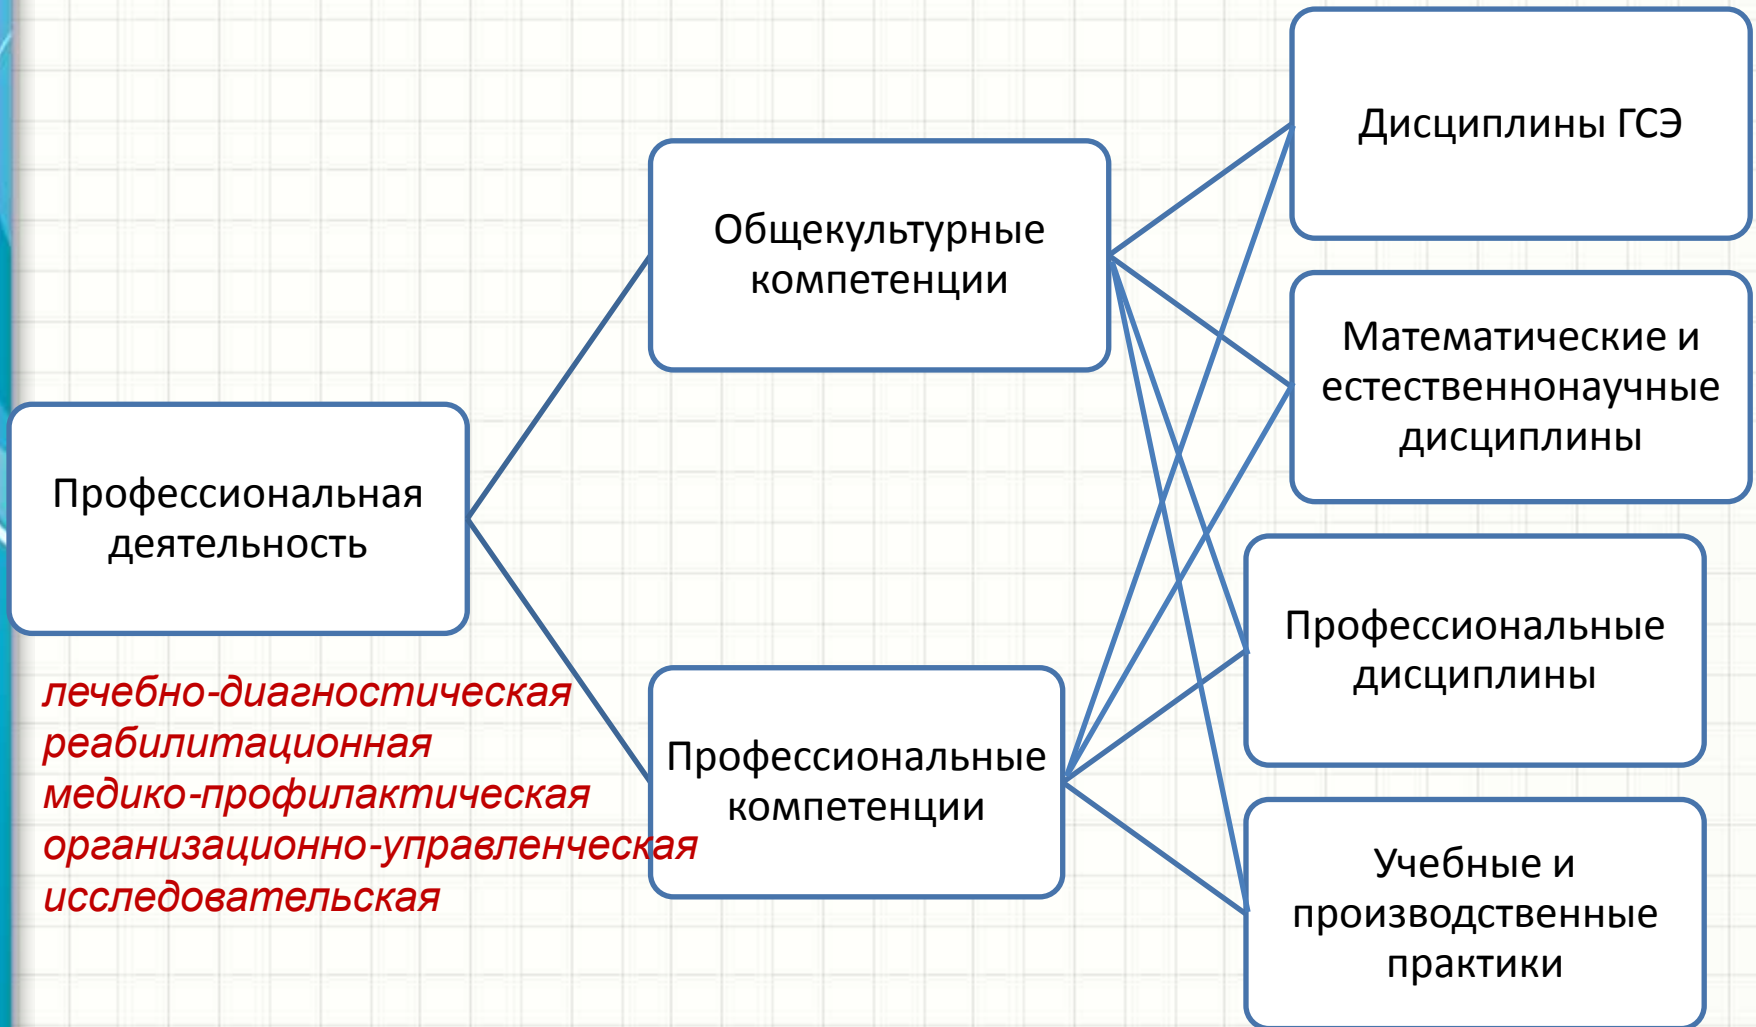 Профессиональная
деятельность
лечебно-диагностическая
реабилитационная
медико-профилактическая
организационно-управленческая
исследовательская
Общекультурные
компетенции
Профессиональные
компетенции
Дисциплины ГСЭ
Математические и
естественнонаучные
дисциплины
Профессиональные
дисциплины
Учебные и
производственные
практики